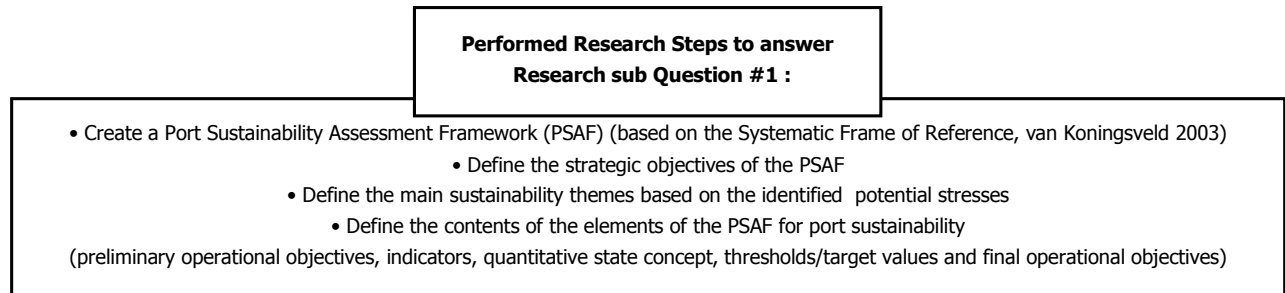 Performed Research Steps to answer
Research sub Question #1 :
• Create a Port Sustainability Assessment Framework (PSAF) (based on the Systematic Frame of Reference, van Koningsveld 2003)
• Define the strategic objectives of the PSAF
• Define the main sustainability themes based on the identified potential stresses
• Define the contents of the elements of the PSAF for port sustainability
(preliminary operational objectives, indicators, quantitative state concept, thresholds/target values and final operational objectives)